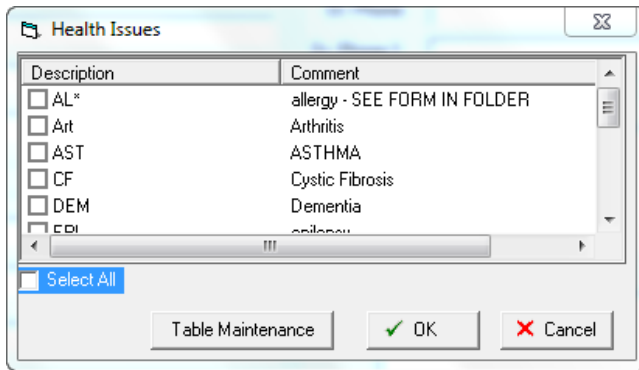 Health Issues
Description Comment
AL* allergy - SEE FORM IN FOLDER
Art Arthritis
AST ASTHMA
CF Cystic Fibrosis
DEM Dementia
Select All
Table Maintenance OK Cancel